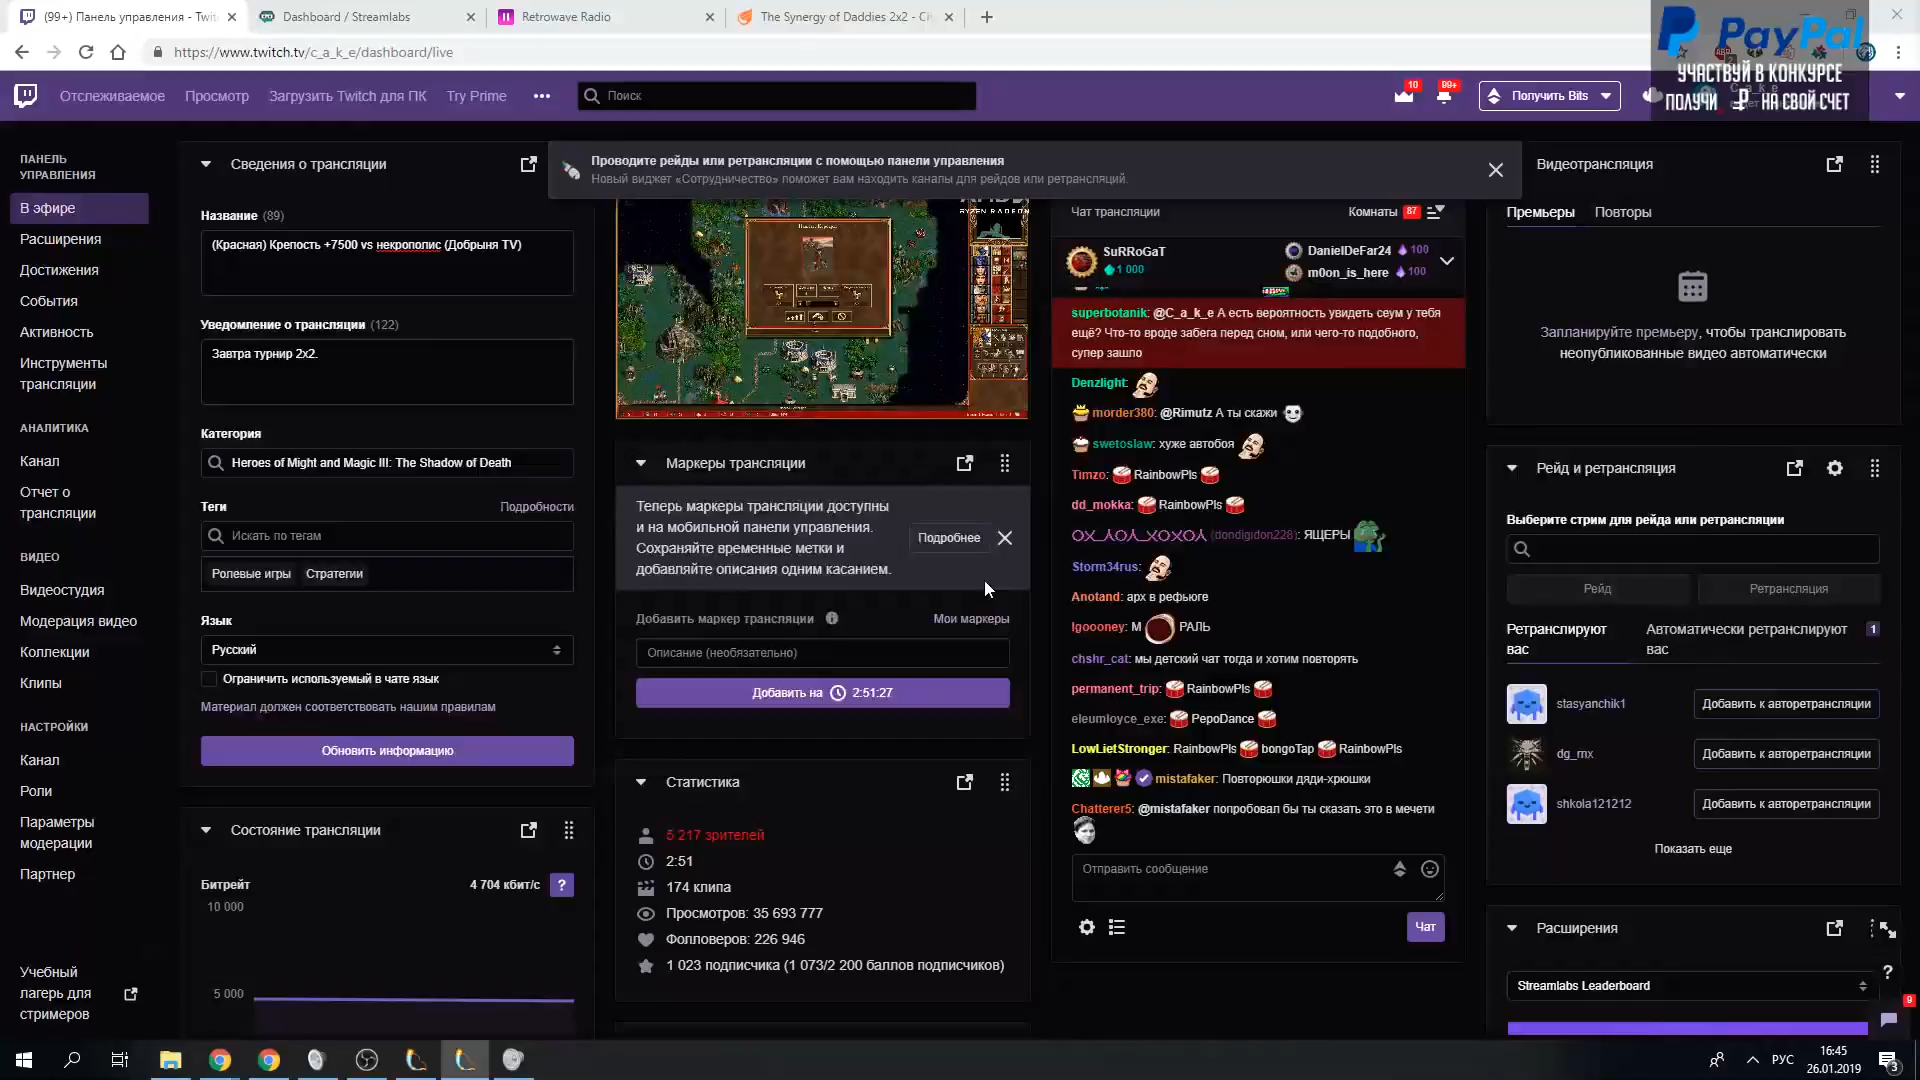 (99+) Панель управления - Twit
Dashboard / Streamlabs
Retrowave Radio
The Synergy of Daddies 2x2 - Ch
https://www.twitch.tv/c_a_k_e/dashboard/live
PayPal
УЧАСТВУЙ В КОНКУРСЕ
ПОЛУЧИ ₽ НА СВОЙ СЧЕТ
Отслеживаемое
Просмотр
Загрузить Twitch для ПК
Try Prime
Поиск
10
99+
Получить Bits
ПАНЕЛЬ
УПРАВЛЕНИЯ
В эфире
Расширения
Достижения
События
Активность
Инструменты
трансляции
АНАЛИТИКА
Канал
Отчет о
трансляции
ВИДЕО
Видеостудия
Модерация видео
Коллекции
Клипы
НАСТРОЙКИ
Канал
Роли
Параметры
модерации
Партнер
Учебный
лагерь для
стримеров
Сведения о трансляции
Название (89)
(Красная) Крепость +7500 vs некрополис (Добрыня TV)
Уведомление о трансляции (122)
Завтра турнир 2x2.
Категория
Heroes of Might and Magic III: The Shadow of Death
Теги
Подробности
Искать по тегам
Ролевые игры
Стратегии
Язык
Русский
Ограничить используемый в чате язык
Материал должен соответствовать нашим правилам
Обновить информацию
Состояние трансляции
Битрейт
4 704 кбит/с
?
10 000
5 000
Проводите рейды или ретрансляции с помощью панели управления
Новый виджет «Сотрудничество» поможет вам находить каналы для рейдов или ретрансляций.
RYZEN RADEON
Маркеры трансляции
Теперь маркеры трансляции доступны
и на мобильной панели управления.
Сохраняйте временные метки и
добавляйте описания одним касанием.
Подробнее
Добавить маркер трансляции
Мои маркеры
Описание (необязательно)
Добавить на 2:51:27
Статистика
5 217 зрителей
2:51
174 клипа
Просмотров: 35 693 777
Фолловеров: 226 946
1 023 подписчика (1 073/2 200 баллов подписчиков)
Чат трансляции
Комнаты 87
SuRRoGaT
1 000
DanielDeFar24 100
m0on_is_here 100
superbotanik: @C_a_k_e А есть вероятность увидеть сеум у тебя
ещё? Что-то вроде забега перед сном, или чего-то подобного,
супер зашло
Denzlight:
morder380: @Rimutz А ты скажи
swetoslaw: хуже автобоя
Timzo: RainbowPls
dd_mokka: RainbowPls
(dondigidon228): ЯЩЕРЫ
Storm34rus:
Anotand: арх в рефьюге
Igoooney: М РАЛЬ
chshr_cat: мы детский чат тогда и хотим повторять
permanent_trip: RainbowPls
eleumloyce_exe: PepoDance
LowLietStronger: RainbowPls bongoTap RainbowPls
mistafaker: Повторюшки дяди-хрюшки
Chatterer5: @mistafaker попробовал бы ты сказать это в мечети
Отправить сообщение
Чат
Видеотрансляция
Премьеры
Повторы
Запланируйте премьеру, чтобы транслировать
неопубликованные видео автоматически
Рейд и ретрансляция
Выберите стрим для рейда или ретрансляции
Рейд
Ретрансляция
Ретранслируют
вас
Автоматически ретранслируют
вас
1
stasyanchik1
Добавить к авторетрансляции
dg_mx
Добавить к авторетрансляции
shkola121212
Добавить к авторетрансляции
Показать еще
Расширения
Streamlabs Leaderboard
?
9
РУС
16:45
26.01.2019
3